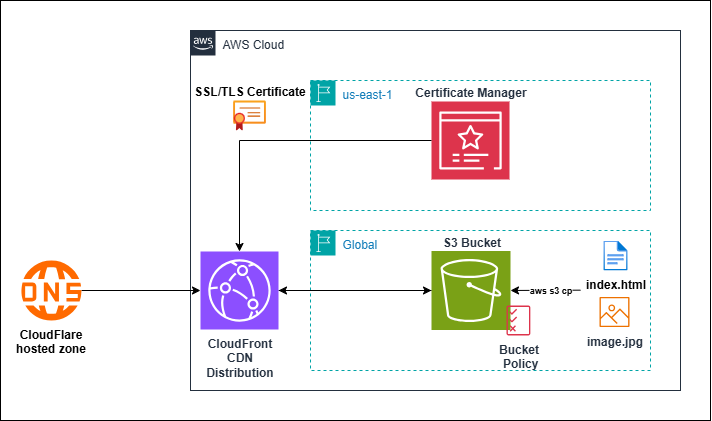 aws
AWS Cloud
SSL/TLS Certificate
us-east-1
Certificate Manager
Global
S3 Bucket
index.html
aws s3 cp
image.jpg
Bucket
Policy
CloudFront
CDN
Distribution
DNS
CloudFlare
hosted zone